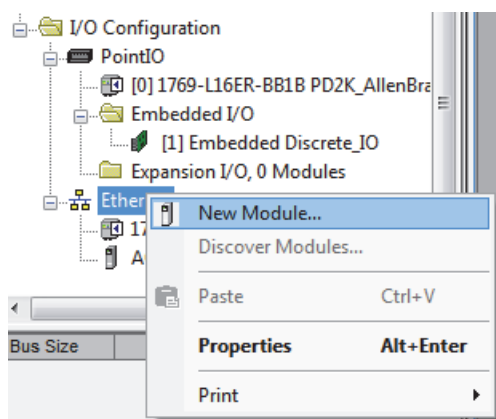 I/O Configuration
PointIO
[0] 1769-L16ER-BB1B PD2K_AllenBra
Embedded I/O
[1] Embedded Discrete_IO
Expansion I/O, 0 Modules
Ether
New Module...
17
Discover Modules...
A
Paste Ctrl+V
Bus Size
Properties Alt+Enter
Print